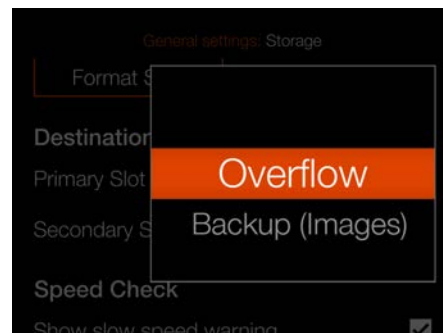 General settings: Storage
Format S
Destination
Primary Slot
Overflow
Secondary S
Backup (Images)
Speed Check
Show slow speed warning